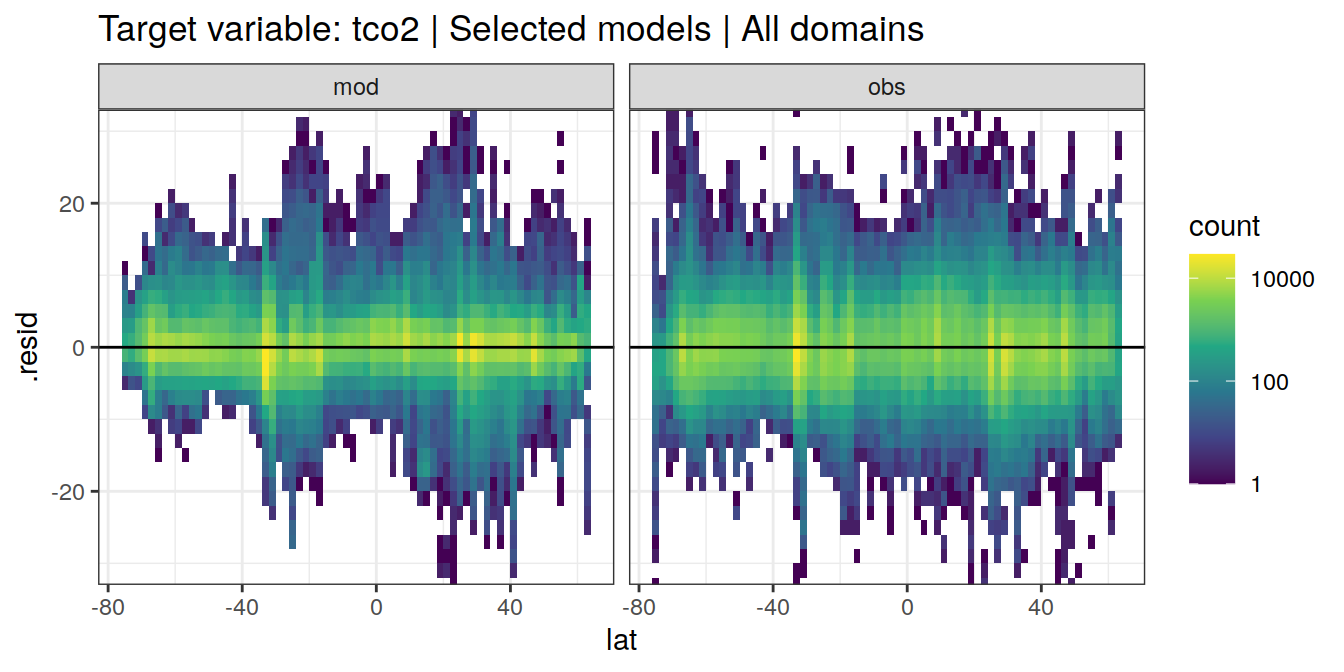 Target variable: tco2 | Selected models | All domains
mod
obs
.resid
20
0
-20
-80
-40
0
40
-80
-40
0
40
lat
count
10000
100
1